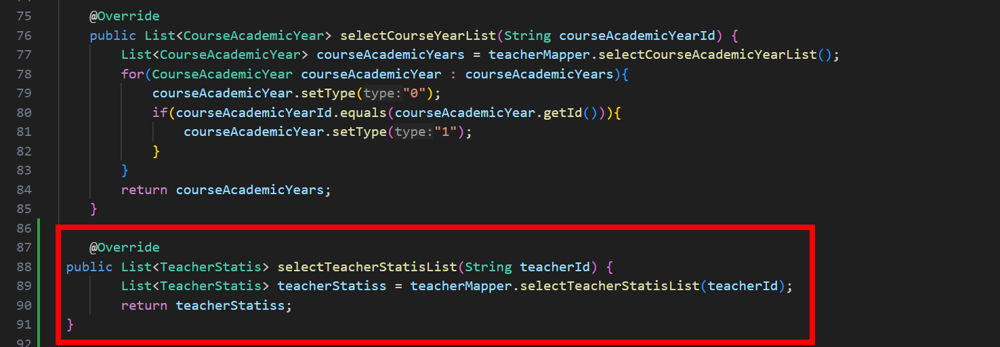 75 @Override
76 public List<CourseAcademicYear> selectCourseYearList(String courseAcademicYearId) {
77 List<CourseAcademicYear> courseAcademicYears = teacherMapper.selectCourseAcademicYearList();
78 for(CourseAcademicYear courseAcademicYear : courseAcademicYears){
79 courseAcademicYear.setType(type:"0");
80 if(courseAcademicYearId.equals(courseAcademicYear.getId())){
81 courseAcademicYear.setType(type:"1");
82 }
83 }
84 return courseAcademicYears;
85 }
86
87 @Override
88 public List<TeacherStatis> selectTeacherStatisList(String teacherId) {
89 List<TeacherStatis> teacherStatiss = teacherMapper.selectTeacherStatisList(teacherId);
90 return teacherStatiss;
91 }
92